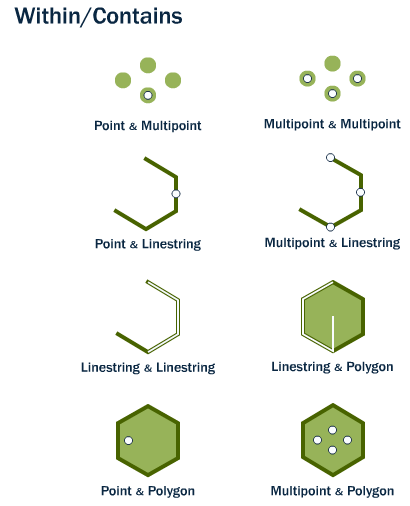 Within/Contains
Point & Multipoint
Multipoint & Multipoint
Point & Linestring
Multipoint & Linestring
Linestring & Linestring
Linestring & Polygon
Point & Polygon
Multipoint & Polygon